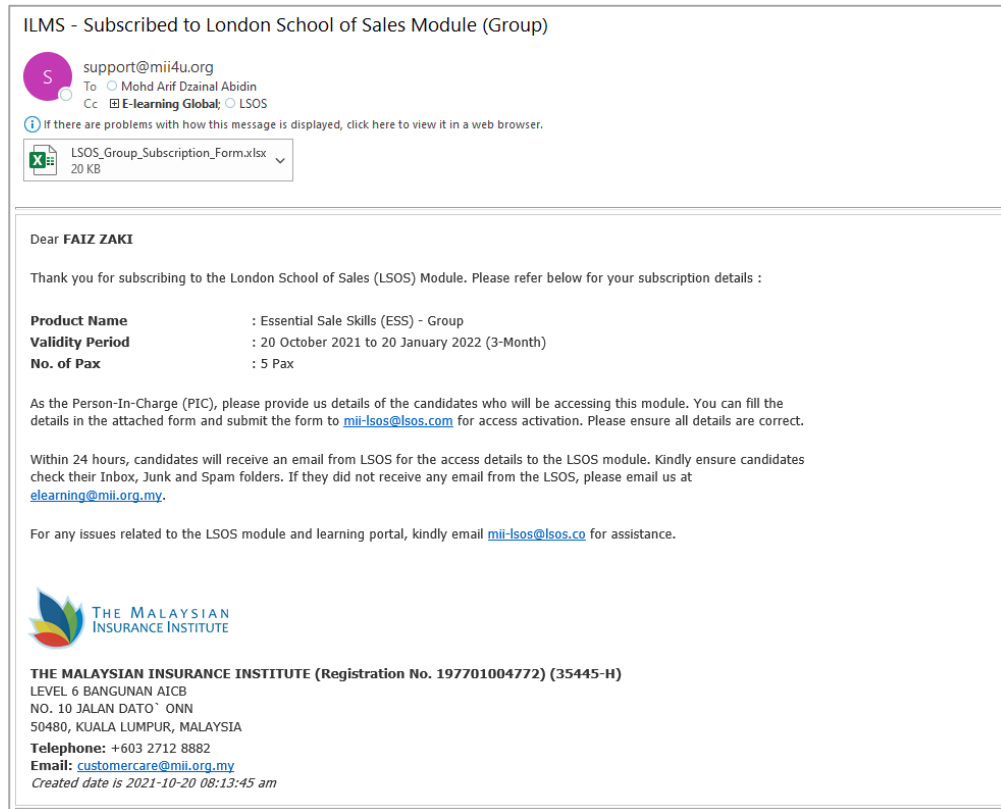 ILMS - Subscribed to London School of Sales Module (Group)
S
support@mii4u.org
To Mohd Arif Dzainal Abidin
Cc E-learning Global; LSOS
If there are problems with how this message is displayed, click here to view it in a web browser.
LSOS_Group_Subscription_Form.xlsx
20 KB
Dear FAIZ ZAKI
Thank you for subscribing to the London School of Sales (LSOS) Module. Please refer below for your subscription details :
Product Name : Essential Sale Skills (ESS) - Group
Validity Period : 20 October 2021 to 20 January 2022 (3-Month)
No. of Pax : 5 Pax
As the Person-In-Charge (PIC), please provide us details of the candidates who will be accessing this module. You can fill the
details in the attached form and submit the form to mii-lsos@lsos.com for access activation. Please ensure all details are correct.
Within 24 hours, candidates will receive an email from LSOS for the access details to the LSOS module. Kindly ensure candidates
check their Inbox, Junk and Spam folders. If they did not receive any email from the LSOS, please email us at
elearning@mii.org.my.
For any issues related to the LSOS module and learning portal, kindly email mii-lsos@lsos.co for assistance.
THE MALAYSIAN
INSURANCE INSTITUTE
THE MALAYSIAN INSURANCE INSTITUTE (Registration No. 197701004772) (35445-H)
LEVEL 6 BANGUNAN AICB
NO. 10 JALAN DATO` ONN
50480, KUALA LUMPUR, MALAYSIA
Telephone: +603 2712 8882
Email: customercare@mii.org.my
Created date is 2021-10-20 08:13:45 am